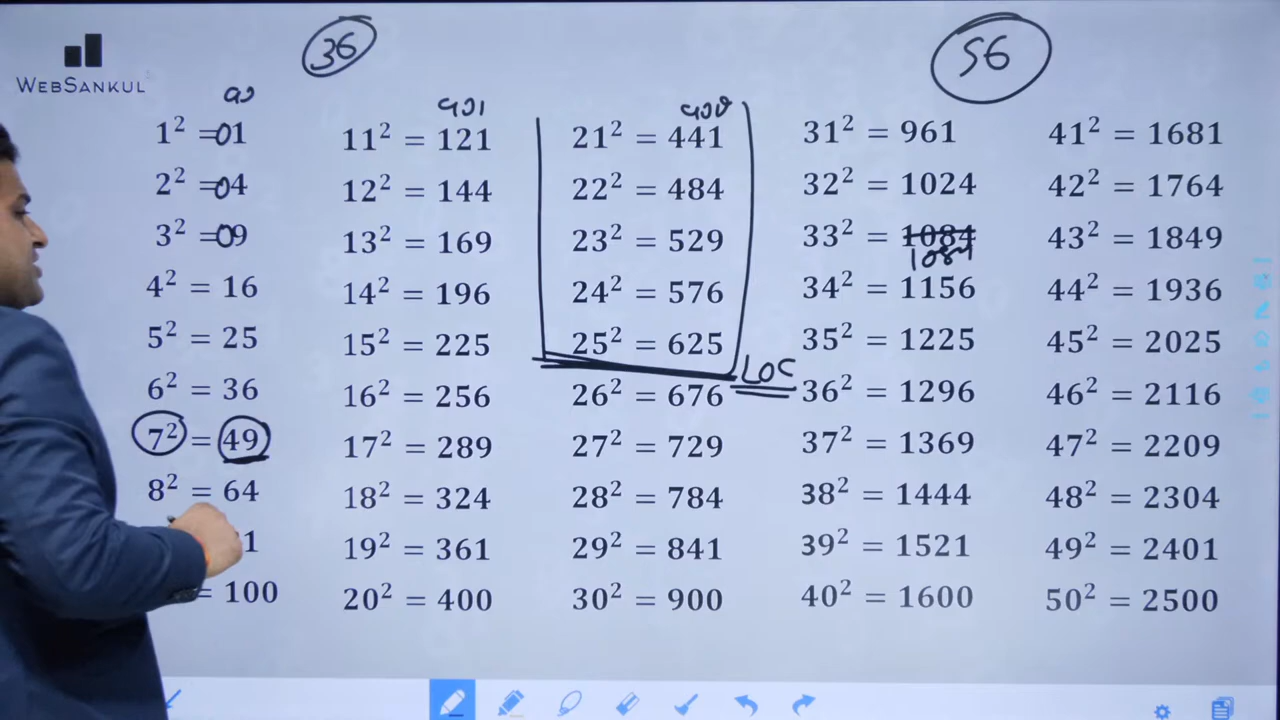 WEBSANKUL
36
56
1² =01
2² =04
3² =09
4² = 16
5² = 25
6² = 36
7² = 49
8² = 64
1
= 100
11² = 121
12² = 144
13² = 169
14² = 196
15² = 225
16² = 256
17² = 289
18² = 324
19² = 361
20² = 400
21² = 441
22² = 484
23² = 529
24² = 576
25² = 625
LOC
26² = 676
27² = 729
28² = 784
29² = 841
30² = 900
31² = 961
32² = 1024
33² = 1084
34² = 1156
35² = 1225
36² = 1296
37² = 1369
38² = 1444
39² = 1521
40² = 1600
41² = 1681
42² = 1764
43² = 1849
44² = 1936
45² = 2025
46² = 2116
47² = 2209
48² = 2304
49² = 2401
50² = 2500